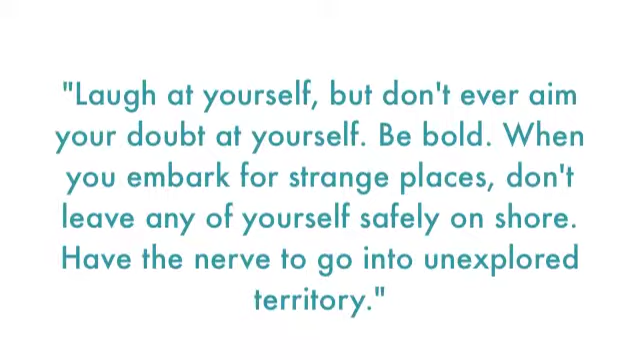 "Laugh at yourself, but don't ever aim
your doubt at yourself. Be bold. When
you embark for strange places, don't
leave any of yourself safely on shore.
Have the nerve to go into unexplored
territory."